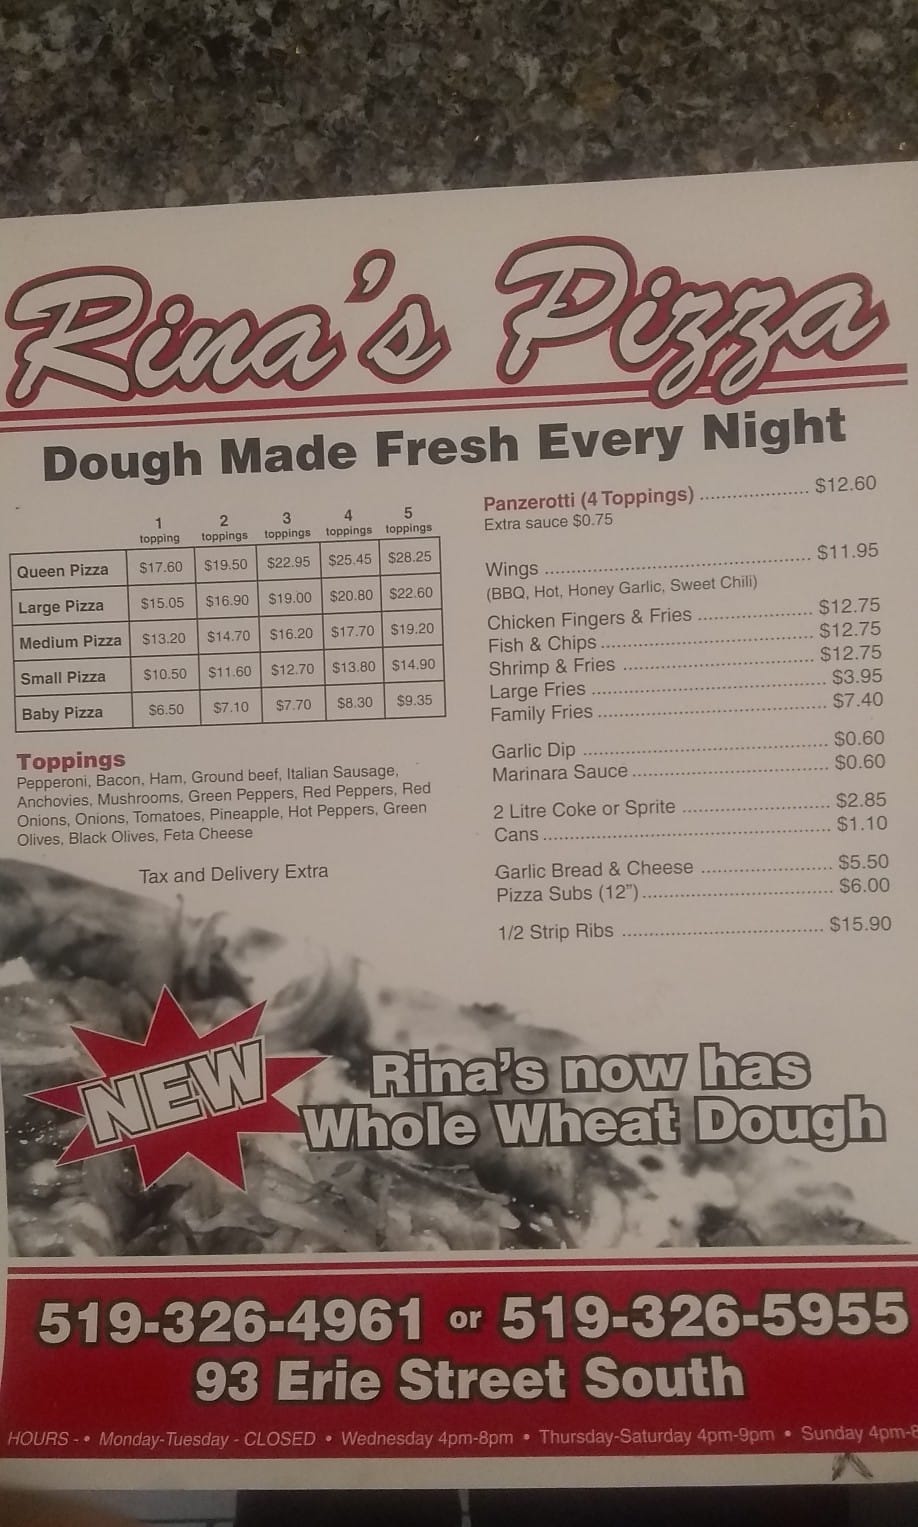 Rina's Pizza
Dough Made Fresh Every Night
1 topping 2 toppings 3 toppings 4 toppings 5 toppings
Queen Pizza $17.60 $19.50 $22.95 $25.45 $28.25
Large Pizza $15.05 $16.90 $19.00 $20.80 $22.60
Medium Pizza $13.20 $14.70 $16.20 $17.70 $19.20
Small Pizza $10.50 $11.60 $12.70 $13.80 $14.90
Baby Pizza $6.50 $7.10 $7.70 $8.30 $9.35
Toppings
Pepperoni, Bacon, Ham, Ground beef, Italian Sausage,
Anchovies, Mushrooms, Green Peppers, Red Peppers, Red
Onions, Onions, Tomatoes, Pineapple, Hot Peppers, Green
Olives, Black Olives, Feta Cheese
Tax and Delivery Extra
Panzerotti (4 Toppings) .................... $12.60
Extra sauce $0.75
Wings ................................................ $11.95
(BBQ, Hot, Honey Garlic, Sweet Chili)
Chicken Fingers & Fries .................... $12.75
Fish & Chips ...................................... $12.75
Shrimp & Fries .................................. $12.75
Large Fries ......................................... $3.95
Family Fries ........................................ $7.40
Garlic Dip ........................................... $0.60
Marinara Sauce .................................. $0.60
2 Litre Coke or Sprite ......................... $2.85
Cans .................................................. $1.10
Garlic Bread & Cheese ...................... $5.50
Pizza Subs (12”) ................................. $6.00
1/2 Strip Ribs ................................... $15.90
NEW
Rina's now has
Whole Wheat Dough
519-326-4961 or 519-326-5955
93 Erie Street South
HOURS - • Monday-Tuesday - CLOSED • Wednesday 4pm-8pm • Thursday-Saturday 4pm-9pm • Sunday 4pm-